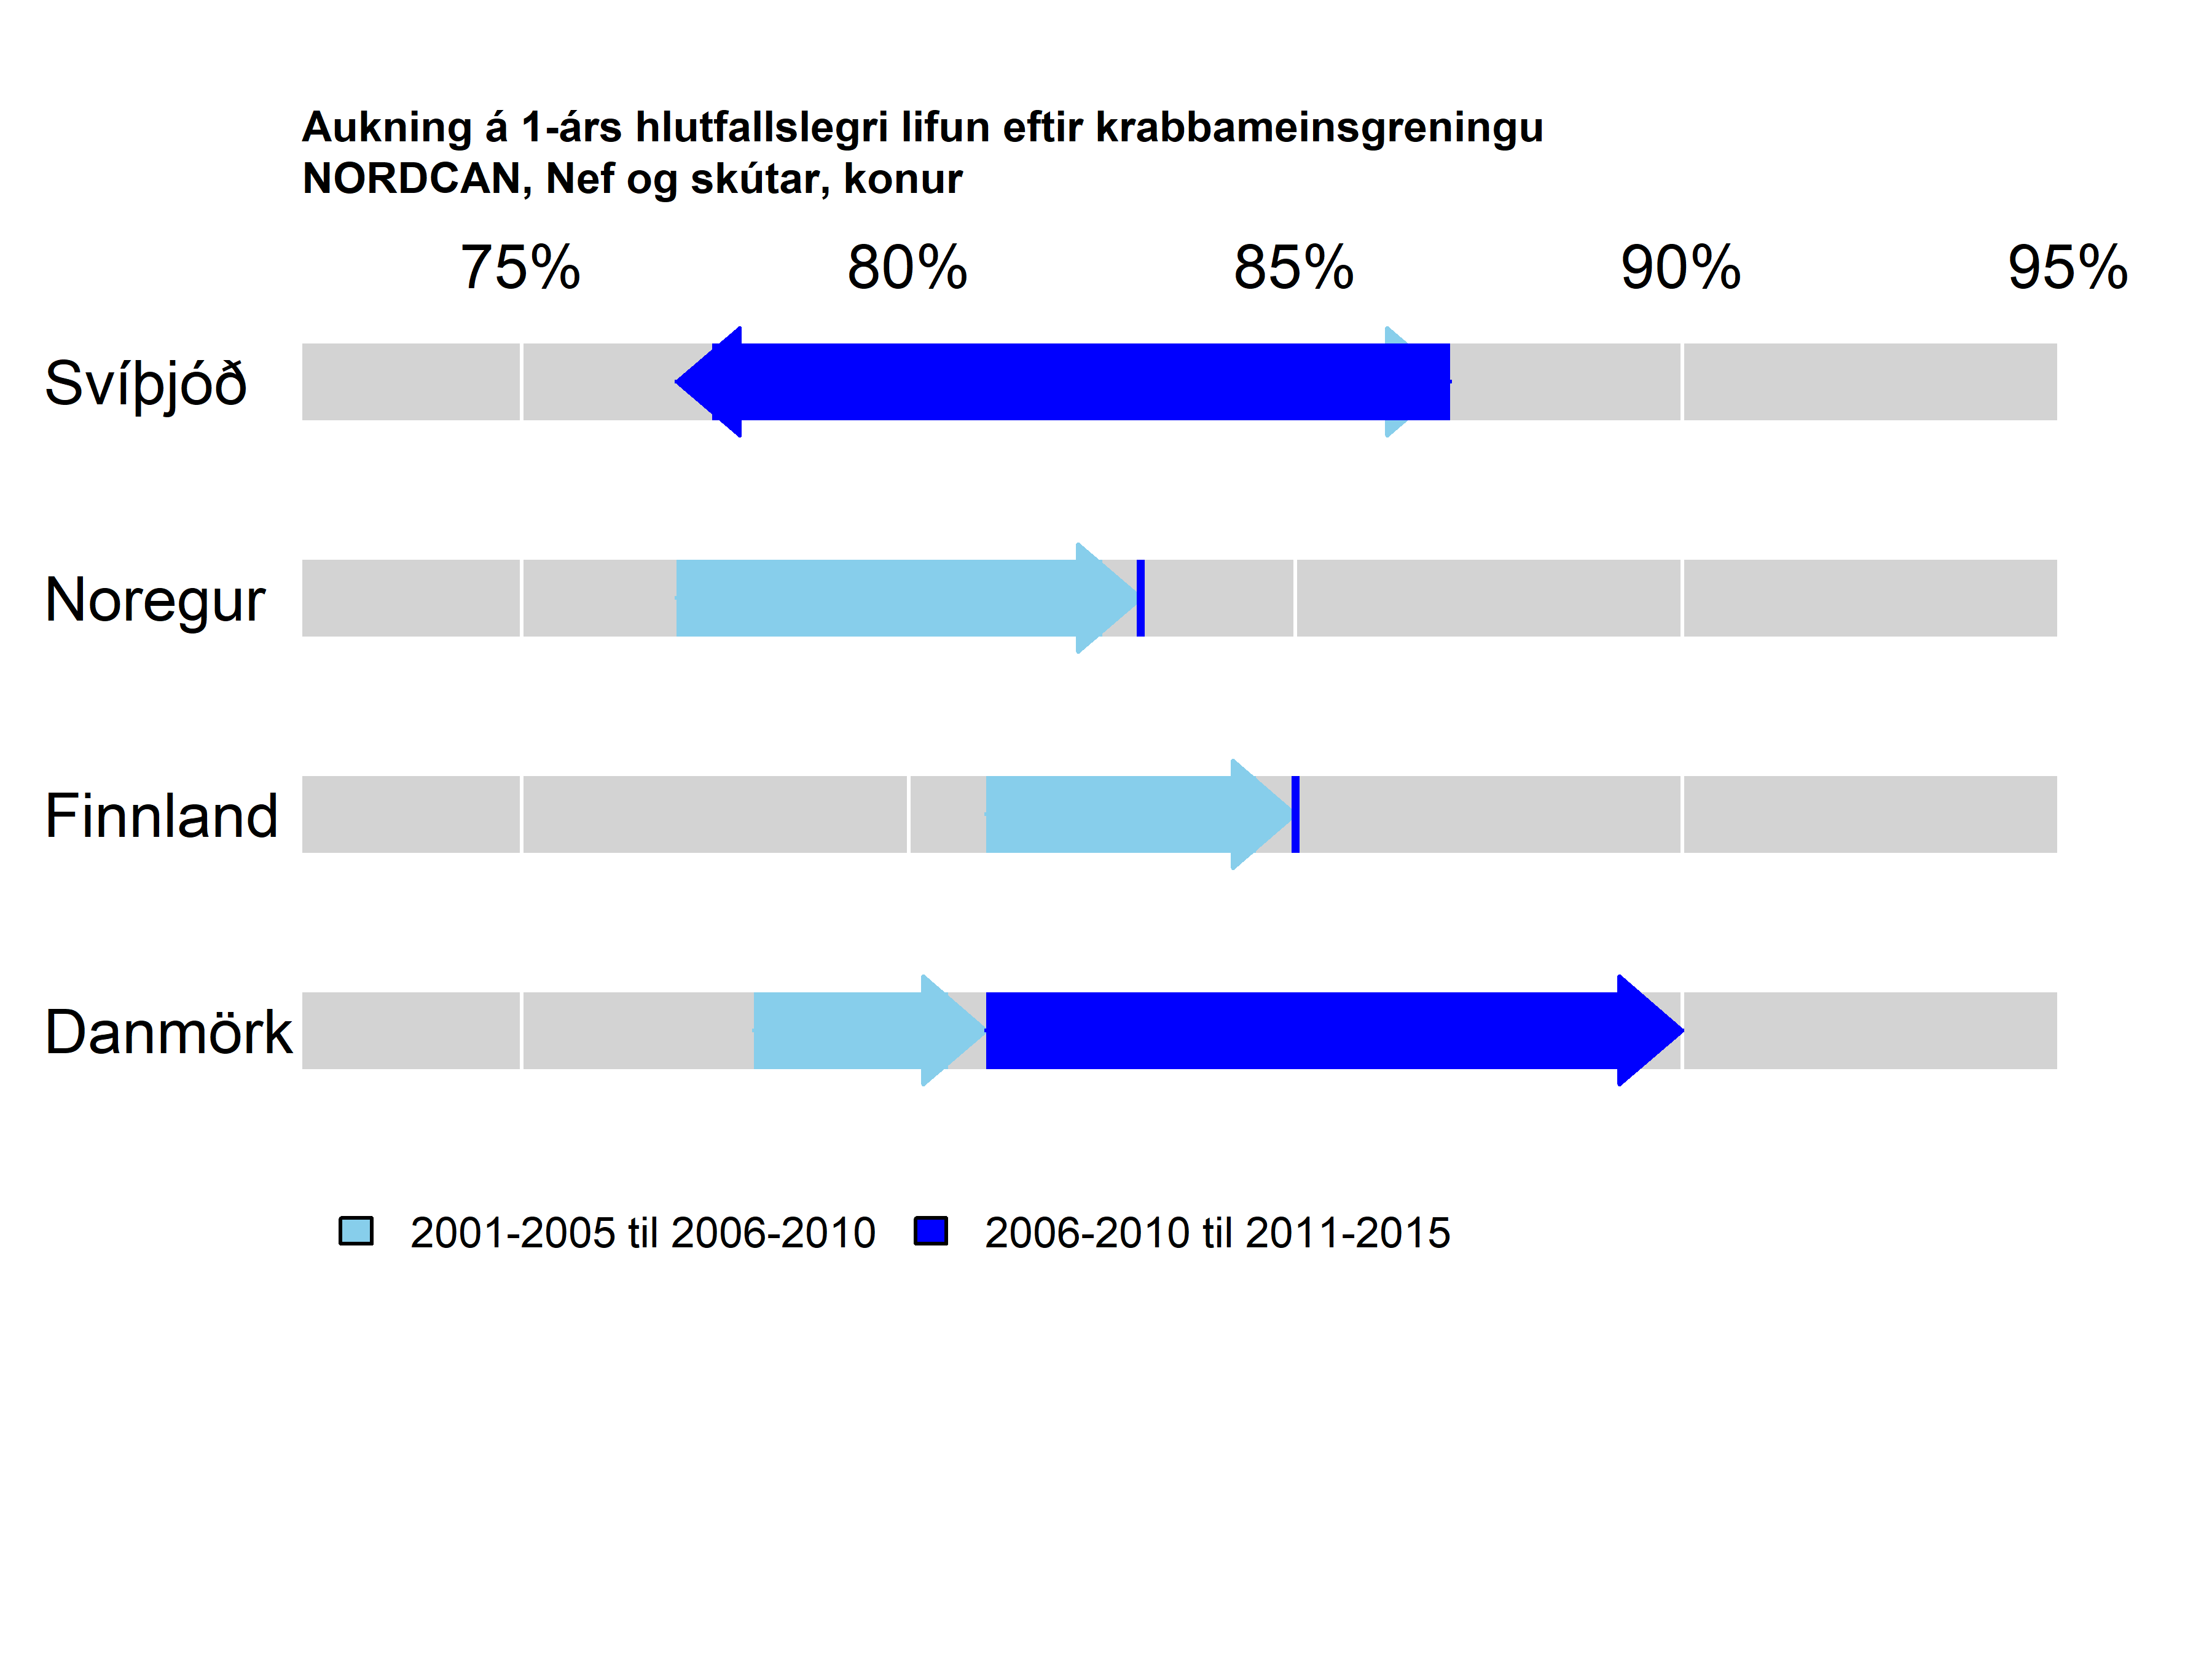 Aukning á 1-árs hlutfallslegri lifun eftir krabbameinsgreningu
NORDCAN, Nef og skútar, konur
75% 80% 85% 90% 95%
Svíþjóð
Noregur
Finnland
Danmörk
2001-2005 til 2006-2010 2006-2010 til 2011-2015